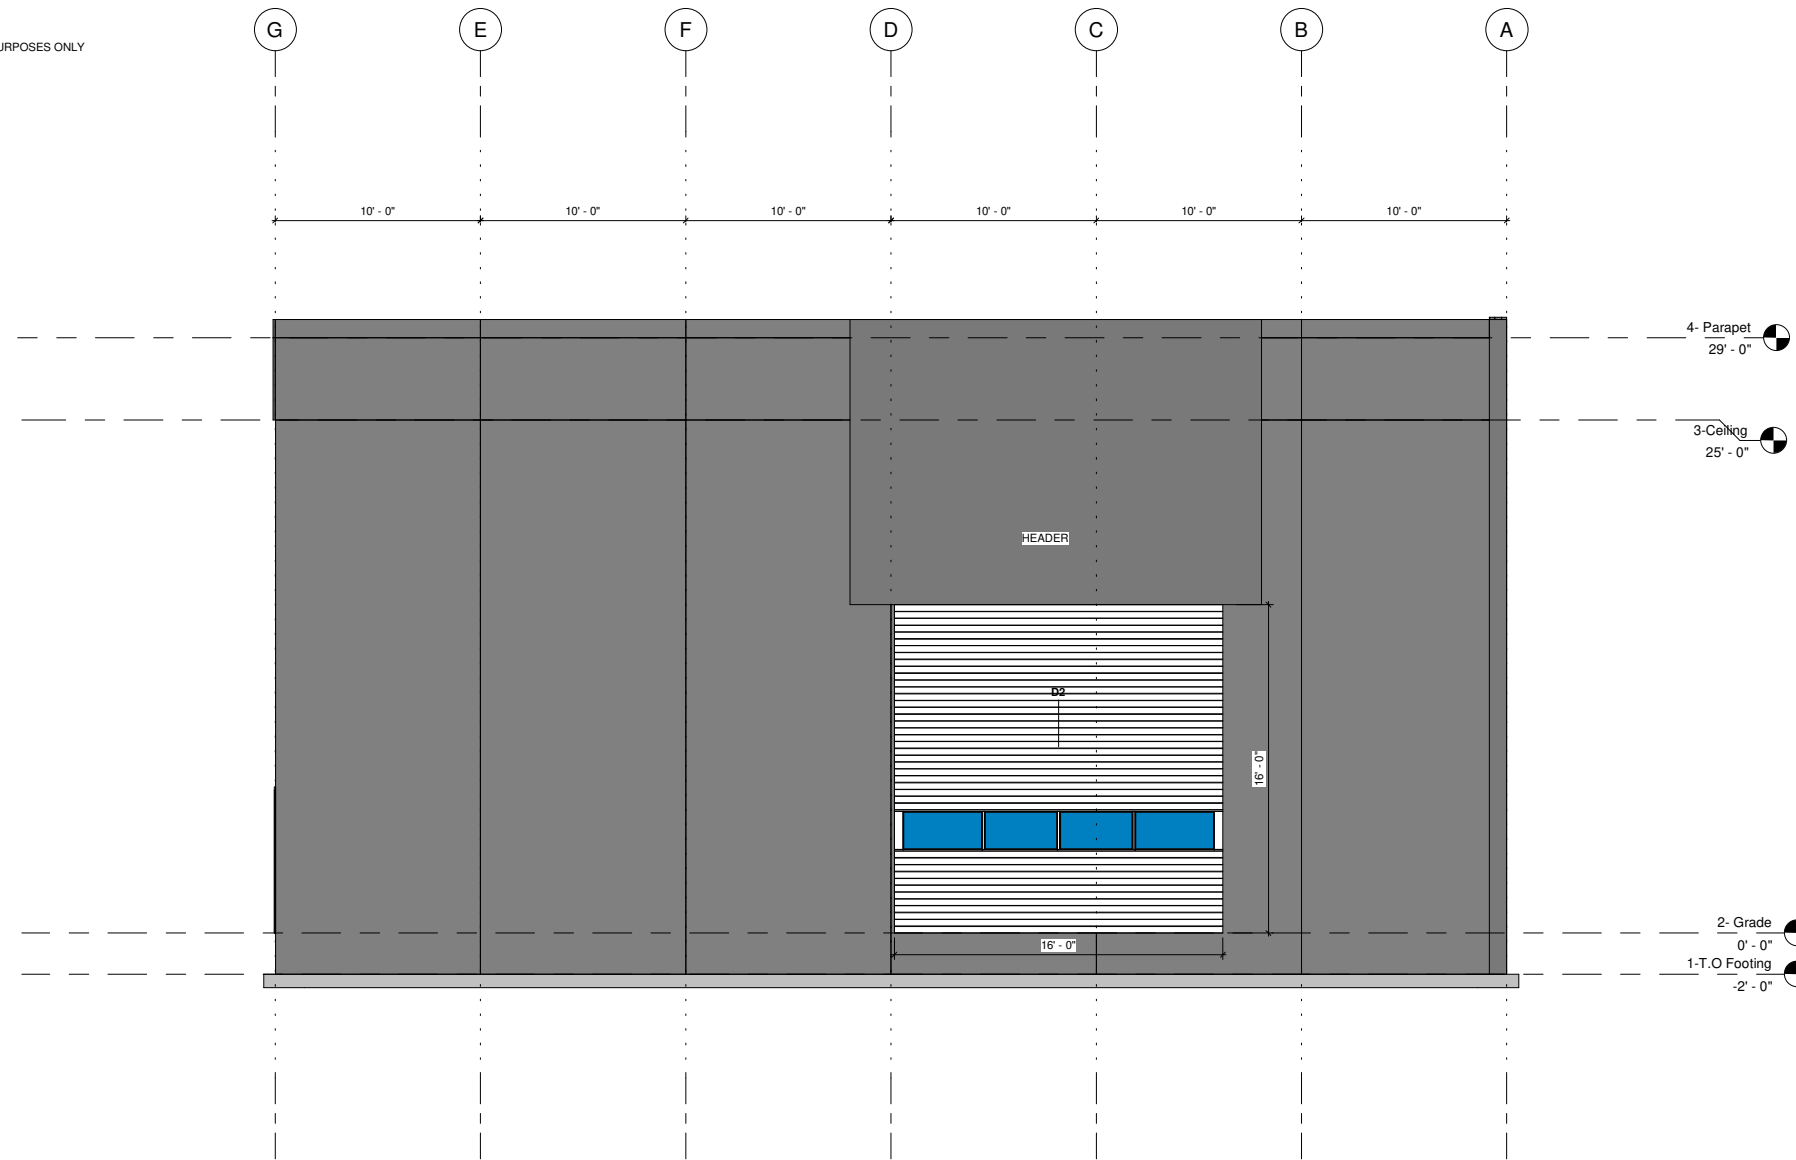 G E F D C B A
URPOSES ONLY
10' - 0" 10' - 0" 10' - 0" 10' - 0" 10' - 0" 10' - 0"
4- Parapet
29' - 0"
3-Ceiling
25' - 0"
HEADER
D2
16' - 0"
2- Grade
16' - 0"
0' - 0"
1-T.O Footing
-2' - 0"